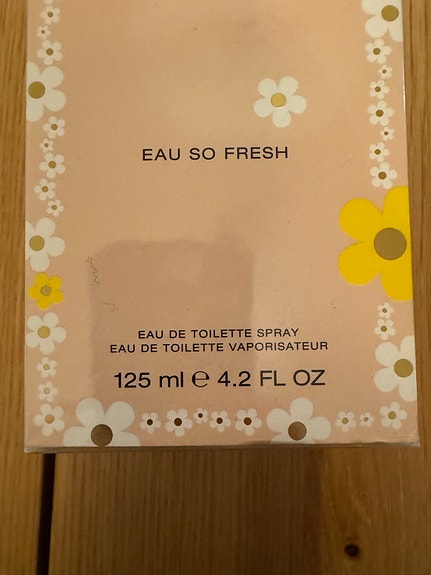 EAU SO FRESH
EAU DE TOILETTE SPRAY
EAU DE TOILETTE VAPORISATEUR
125 ml ℮ 4.2 FL OZ